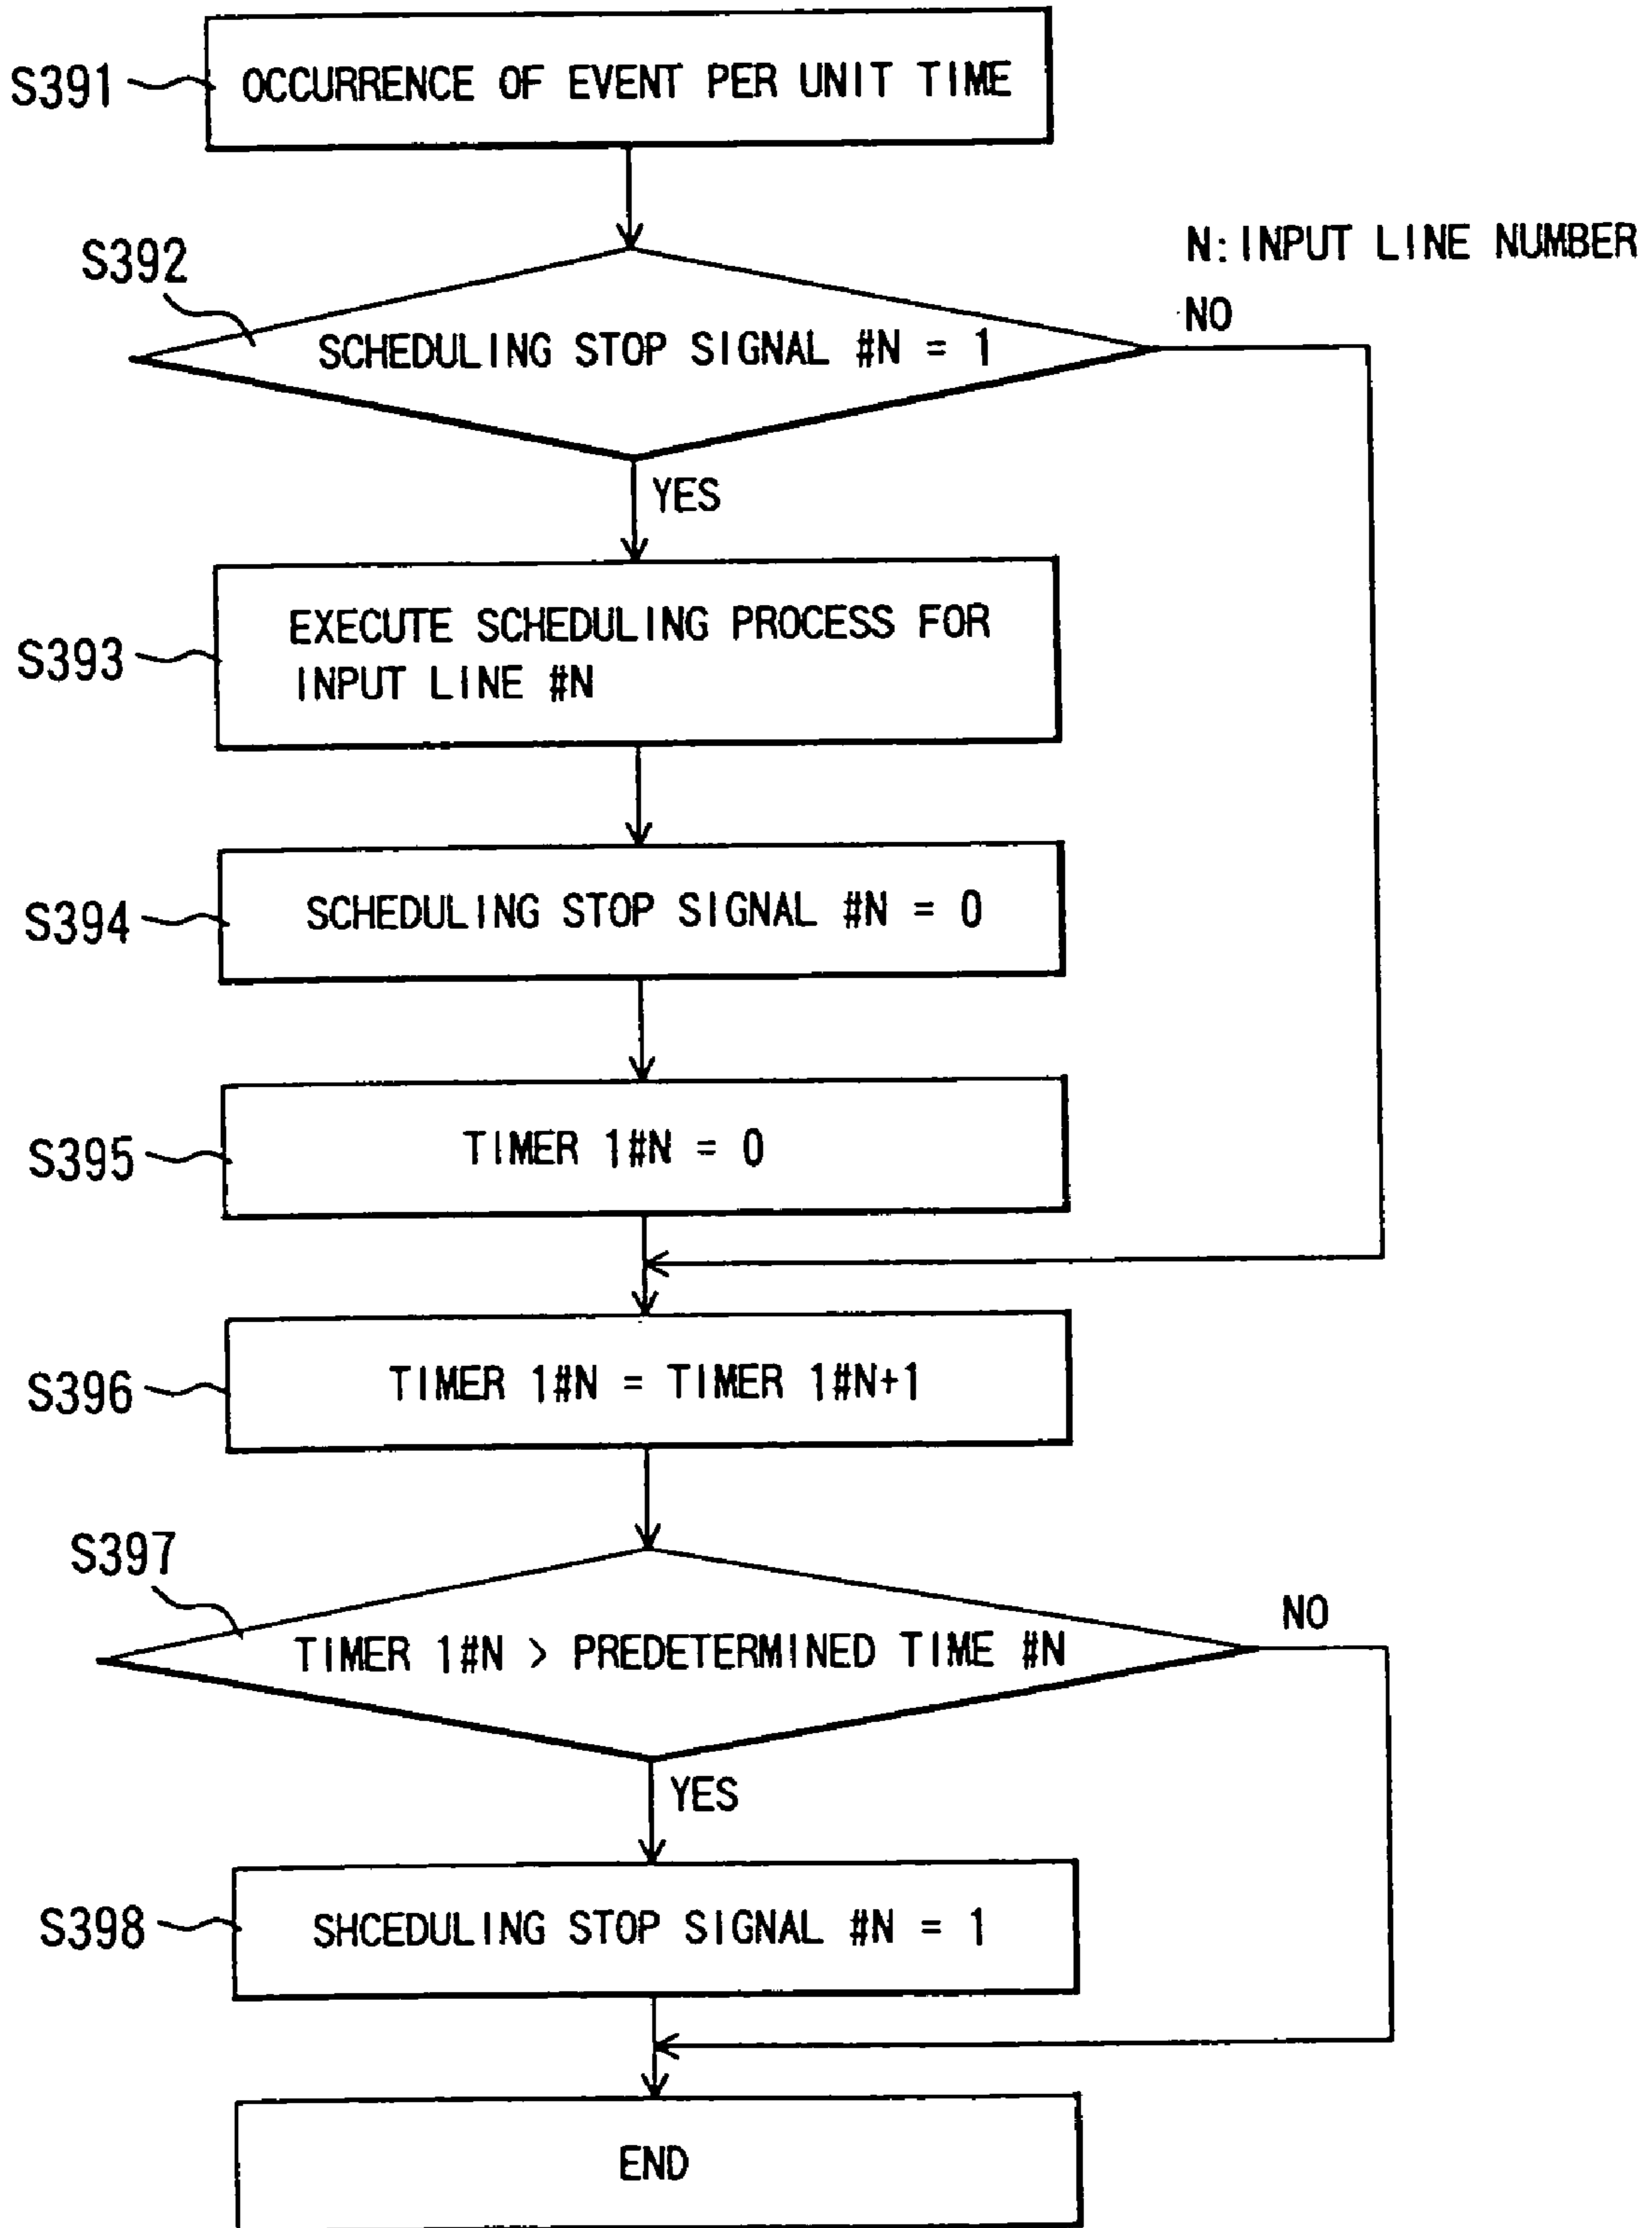 S391
OCCURRENCE OF EVENT PER UNIT TIME
N: INPUT LINE NUMBER
S392
NO
SCHEDULING STOP SIGNAL #N = 1
YES
S393
EXECUTE SCHEDULING PROCESS FOR
INPUT LINE #N
S394
SCHEDULING STOP SIGNAL #N = 0
S395
TIMER 1#N = 0
S396
TIMER 1#N = TIMER 1#N+1
S397
NO
TIMER 1#N > PREDETERMINED TIME #N
YES
S398
SHCEDULING STOP SIGNAL #N = 1
END